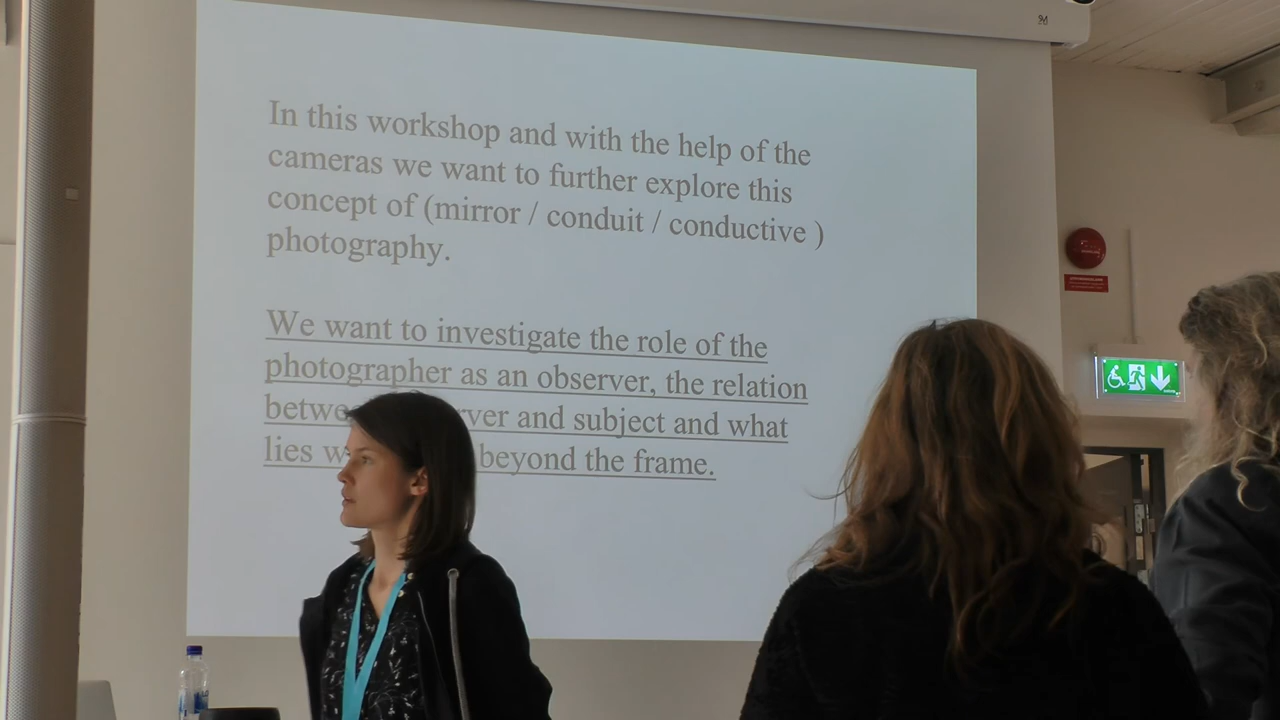 In this workshop and with the help of the
cameras we want to further explore this
concept of (mirror / conduit / conductive )
photography.
We want to investigate the role of the
photographer as an observer, the relation
and subject and what
lies beyond the frame.